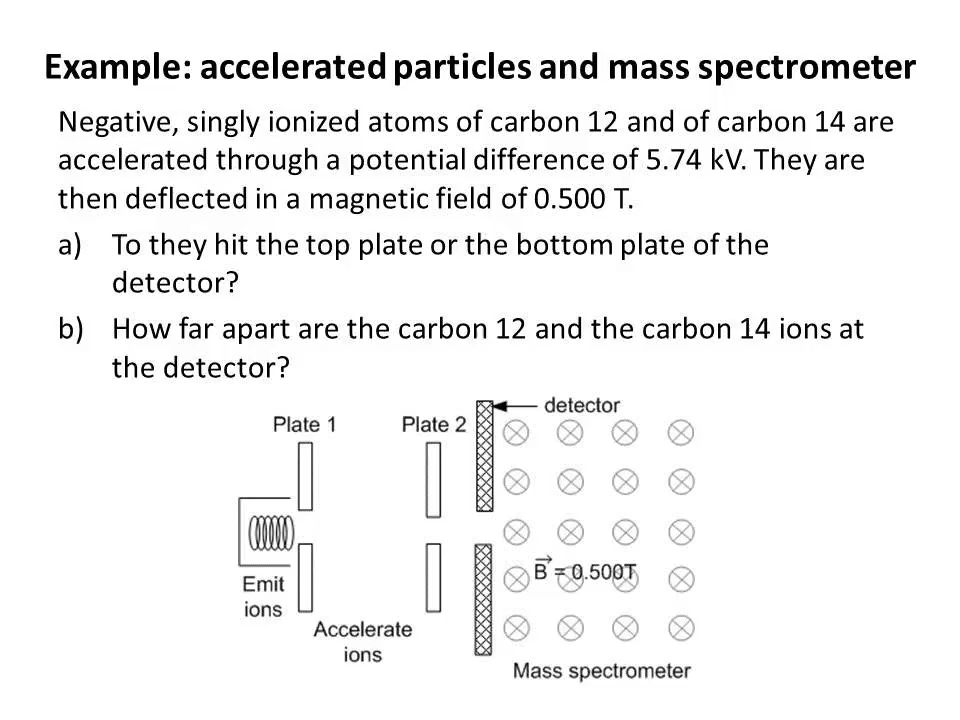 Example: accelerated particles and mass spectrometer
Negative, singly ionized atoms of carbon 12 and of carbon 14 are
accelerated through a potential difference of 5.74 kV. They are
then deflected in a magnetic field of 0.500 T.
a) To they hit the top plate or the bottom plate of the
detector?
b) How far apart are the carbon 12 and the carbon 14 ions at
the detector?
detector
Plate 1
Plate 2
B⃗ = 0.500T
Emit
ions
Accelerate
ions
Mass spectrometer